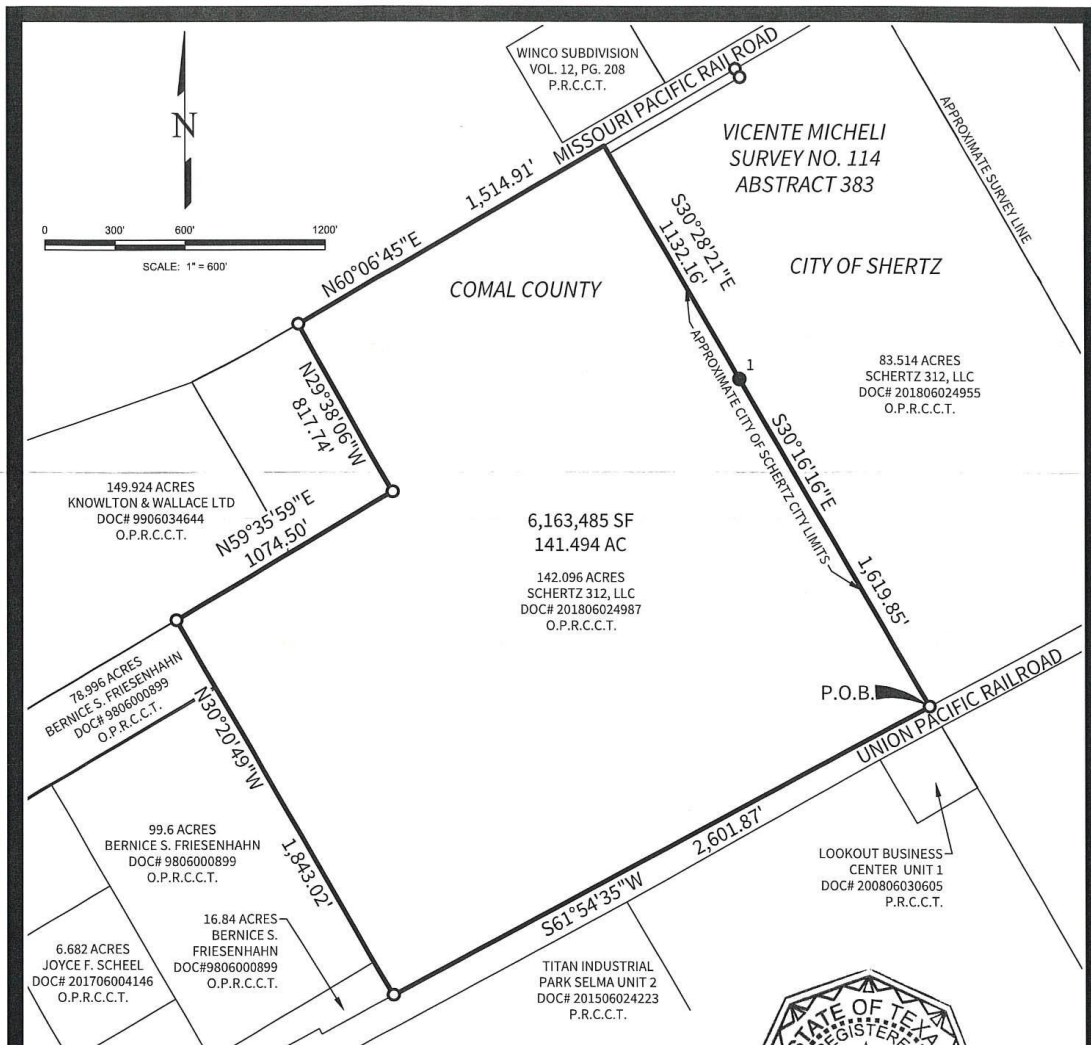 WINCO SUBDIVISION
VOL. 12, PG. 208
P.R.C.C.T.
MISSOURI PACIFIC RAILROAD
N
0 300' 600' 1200'
SCALE: 1" = 600'
VICENTE MICHELI
SURVEY NO. 114
ABSTRACT 383
APPROXIMATE SURVEY LINE
1,514.91'
N60°06'45"E
COMAL COUNTY
S30°28'21"E
1132.16'
CITY OF SHERTZ
APPROXIMATE CITY OF SCHERTZ CITY LIMITS
1
83.514 ACRES
SCHERTZ 312, LLC
DOC# 201806024955
O.P.R.C.C.T.
N29°38'06"W
817.74'
S30°16'16"E
1,619.85'
149.924 ACRES
KNOWLTON & WALLACE LTD
DOC# 9906034644
O.P.R.C.C.T.
N59°35'59"E
1074.50'
6,163,485 SF
141.494 AC
142.096 ACRES
SCHERTZ 312, LLC
DOC# 201806024987
O.P.R.C.C.T.
78.996 ACRES
BERNICE S. FRIESENHAHN
DOC# 9806000899
O.P.R.C.C.T.
N30°20'49"W
1,843.02'
P.O.B.
UNION PACIFIC RAILROAD
2,601.87'
S61°54'35"W
99.6 ACRES
BERNICE S. FRIESENHAHN
DOC# 9806000899
O.P.R.C.C.T.
LOOKOUT BUSINESS
CENTER UNIT 1
DOC# 200806030605
P.R.C.C.T.
16.84 ACRES
BERNICE S.
FRIESENHAHN
DOC#9806000899
O.P.R.C.C.T.
6.682 ACRES
JOYCE F. SCHEEL
DOC# 201706004146
O.P.R.C.C.T.
TITAN INDUSTRIAL
PARK SELMA UNIT 2
DOC# 201506024223
P.R.C.C.T.
STATE OF TEXA
REGISTERE